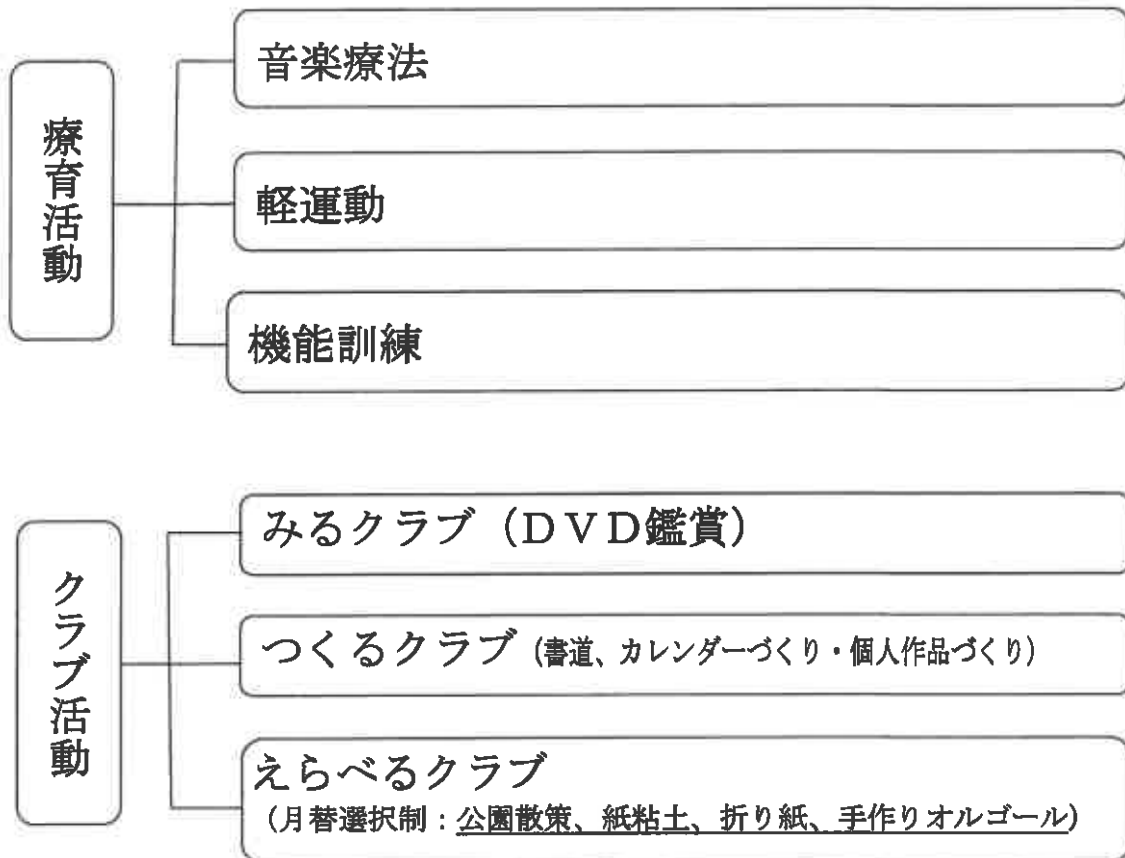 療育活動
音楽療法
軽運動
機能訓練
クラブ活動
みるクラブ（ＤＶＤ鑑賞）
つくるクラブ（書道、カレンダーづくり・個人作品づくり）
えらべるクラブ
（月替選択制：公園散策、紙粘土、折り紙、手作りオルゴール）